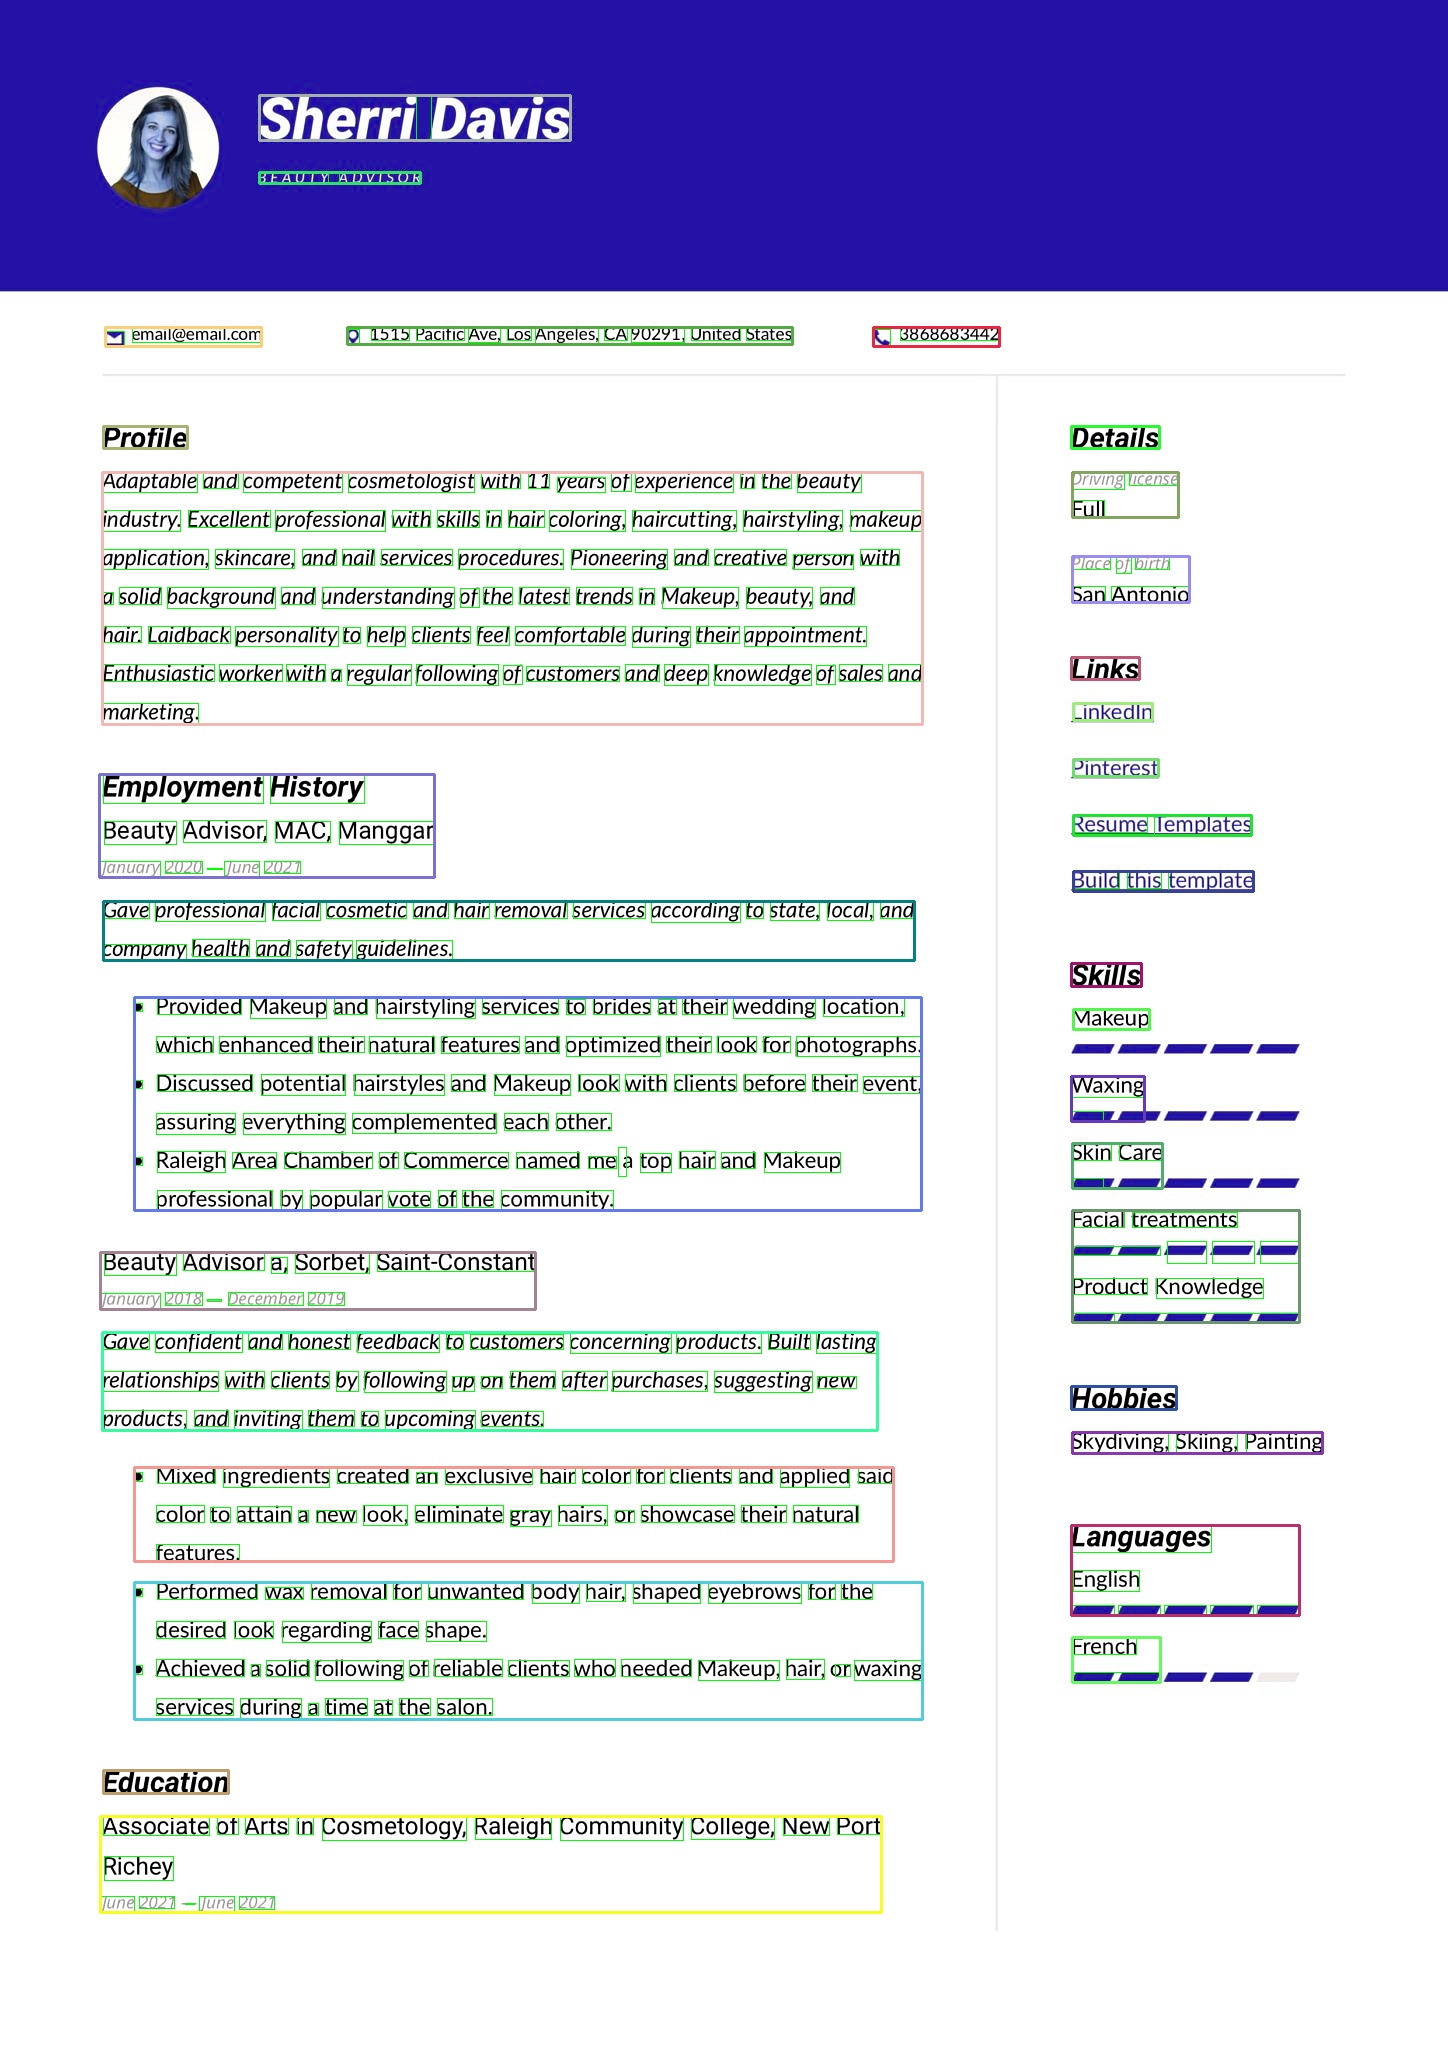 Sherri Davis
BEAUTY ADVISOR
email@email.com
1515 Pacific Ave, Los Angeles, CA 90291, United States
3868683442
Profile
Adaptable and competent cosmetologist with 11 years of experience in the beauty
industry. Excellent professional with skills in hair coloring, haircutting, hairstyling, makeup
application, skincare, and nail services procedures. Pioneering and creative person with
a solid background and understanding of the latest trends in Makeup, beauty, and
hair. Laidback personality to help clients feel comfortable during their appointment.
Enthusiastic worker with a regular following of customers and deep knowledge of sales and
marketing.
Employment History
Beauty Advisor, MAC, Manggar
January 2020 — June 2021
Gave professional facial cosmetic and hair removal services according to state, local, and
company health and safety guidelines.
• Provided Makeup and hairstyling services to brides at their wedding location,
which enhanced their natural features and optimized their look for photographs.
• Discussed potential hairstyles and Makeup look with clients before their event,
assuring everything complemented each other.
• Raleigh Area Chamber of Commerce named me a top hair and Makeup
professional by popular vote of the community.
Beauty Advisor a, Sorbet, Saint-Constant
January 2018 — December 2019
Gave confident and honest feedback to customers concerning products. Built lasting
relationships with clients by following up on them after purchases, suggesting new
products, and inviting them to upcoming events.
• Mixed ingredients created an exclusive hair color for clients and applied said
color to attain a new look, eliminate gray hairs, or showcase their natural
features.
• Performed wax removal for unwanted body hair, shaped eyebrows for the
desired look regarding face shape.
• Achieved a solid following of reliable clients who needed Makeup, hair, or waxing
services during a time at the salon.
Education
Associate of Arts in Cosmetology, Raleigh Community College, New Port
Richey
June 2021 — June 2021
Details
Driving license
Full
Place of birth
San Antonio
Links
LinkedIn
Pinterest
Resume Templates
Build this template
Skills
Makeup
Waxing
Skin Care
Facial treatments
Product Knowledge
Hobbies
Skydiving, Skiing, Painting
Languages
English
French